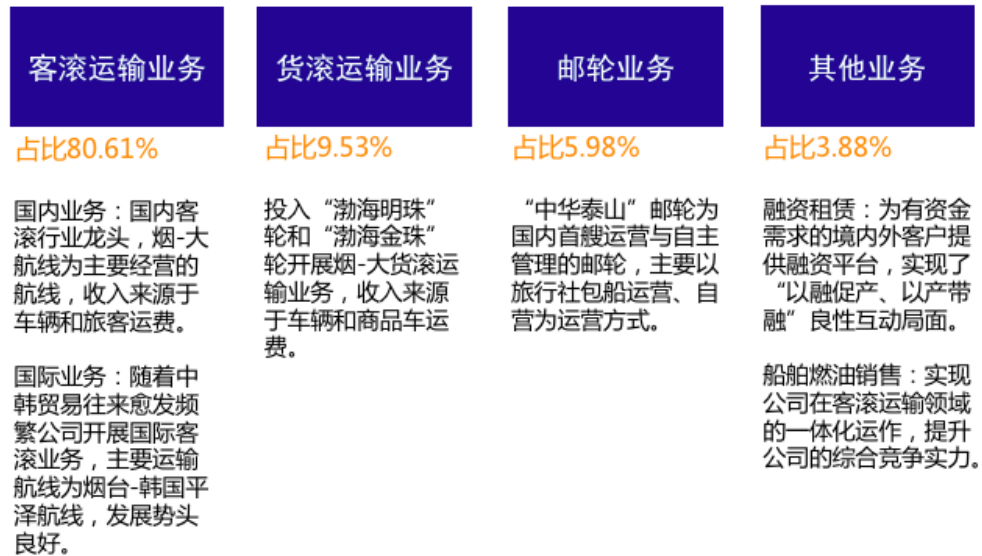 客滚运输业务
占比80.61%
国内业务：国内客
滚行业龙头，烟-大
航线为主要经营的
航线，收入来源于
车辆和旅客运费。
国际业务：随着中
韩贸易往来愈发频
繁公司开展国际客
滚业务，主要运输
航线为烟台-韩国平
泽航线，发展势头
良好。
货滚运输业务
占比9.53%
投入“渤海明珠”
轮和“渤海金珠”
轮开展烟-大货滚运
输业务，收入来源
于车辆和商品车运
费。
邮轮业务
占比5.98%
“中华泰山”邮轮为
国内首艘运营与自主
管理的邮轮，主要以
旅行社包船运营、自
营为运营方式。
其他业务
占比3.88%
融资租赁：为有资金
需求的境内外客户提
供融资平台，实现了
“以融促产、以产带
融”良性互动局面。
船舶燃油销售：实现
公司在客滚运输领域
的一体化运作，提升
公司的综合竞争实力。